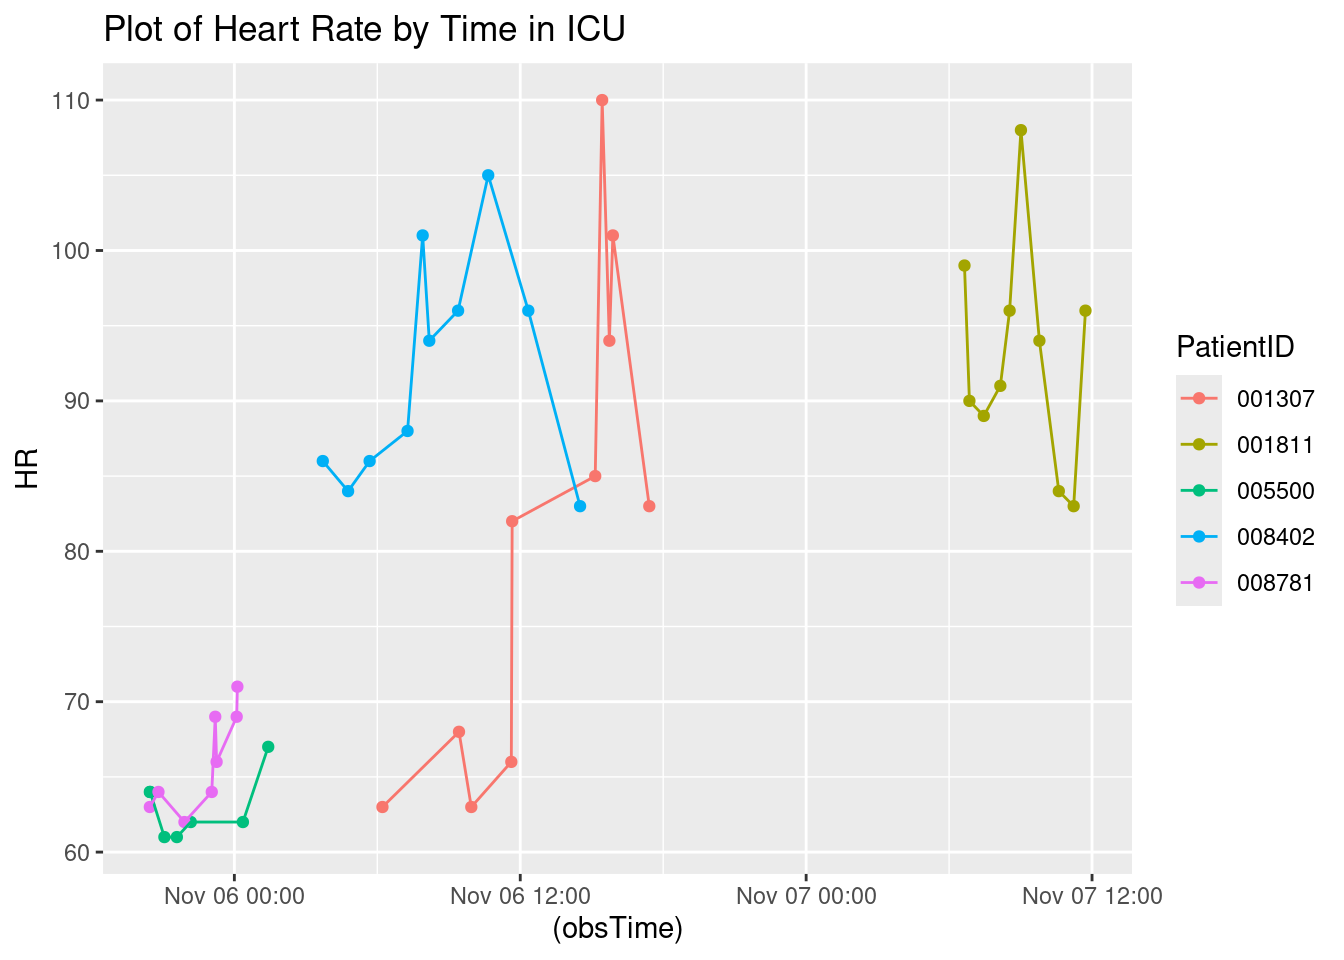 Plot of Heart Rate by Time in ICU
110
100
90
80
70
60
HR
Nov 06 00:00
Nov 06 12:00
Nov 07 00:00
Nov 07 12:00
(obsTime)
PatientID
001307
001811
005500
008402
008781